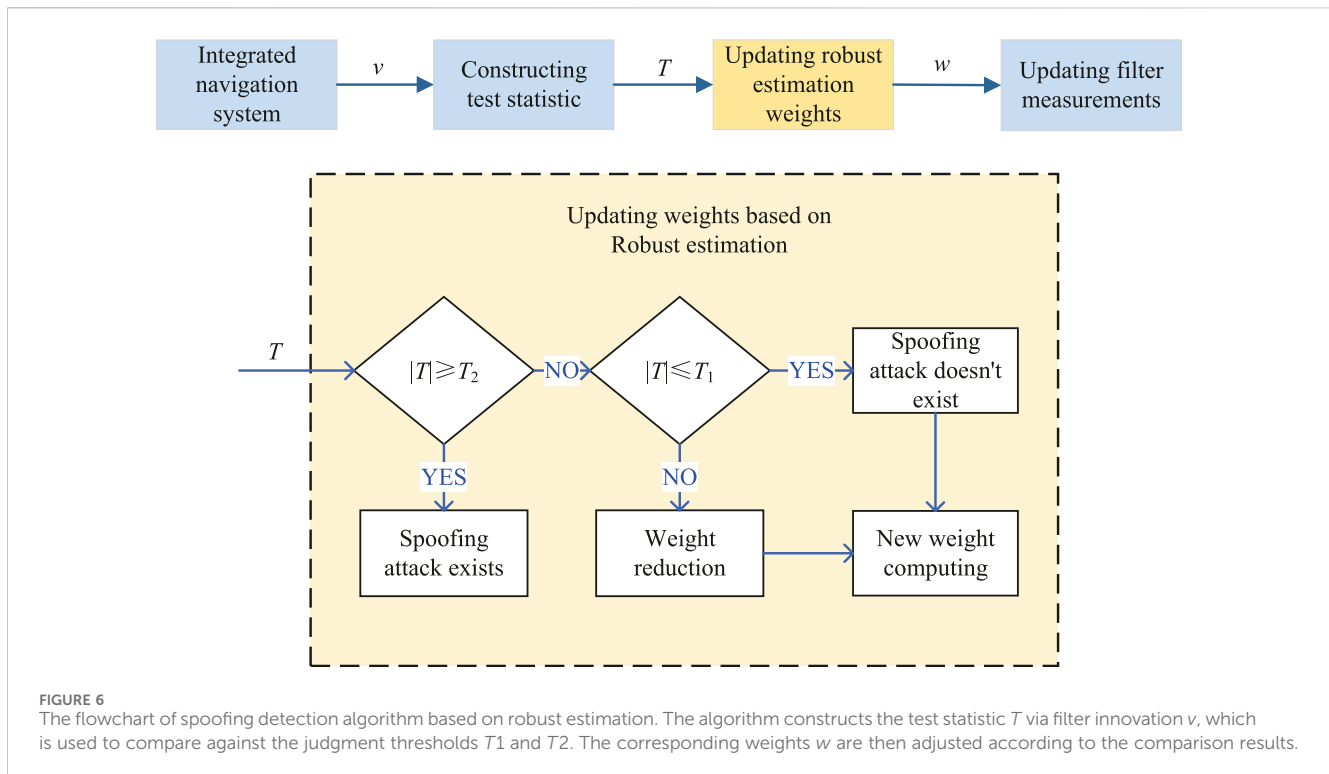 Integrated
navigation
system
v
Constructing
test statistic
T
Updating robust
estimation
weights
w
Updating filter
measurements
Updating weights based on
Robust estimation
T
|T|≥T₂
NO
|T|≤T₁
YES
Spoofing
attack doesn't
exist
YES
NO
Spoofing
attack exists
Weight
reduction
New weight
computing
FIGURE 6
The flowchart of spoofing detection algorithm based on robust estimation. The algorithm constructs the test statistic T via filter innovation v, which
is used to compare against the judgment thresholds T1 and T2. The corresponding weights w are then adjusted according to the comparison results.